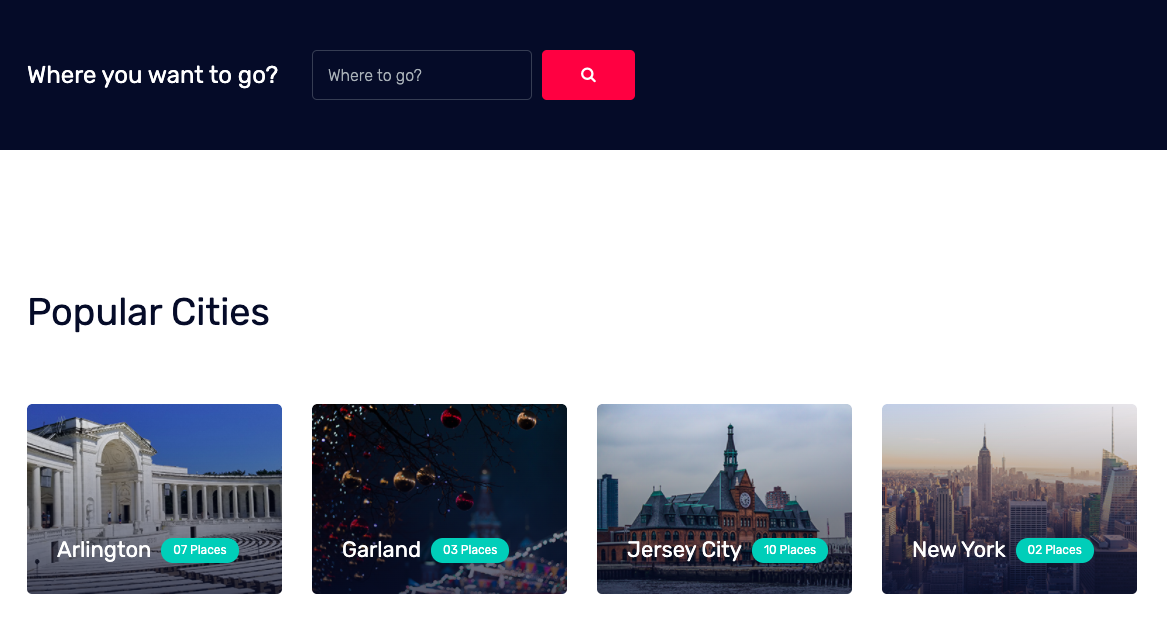 Where you want to go?
Where to go?
Popular Cities
Arlington 07 Places
Garland 03 Places
Jersey City 10 Places
New York 02 Places